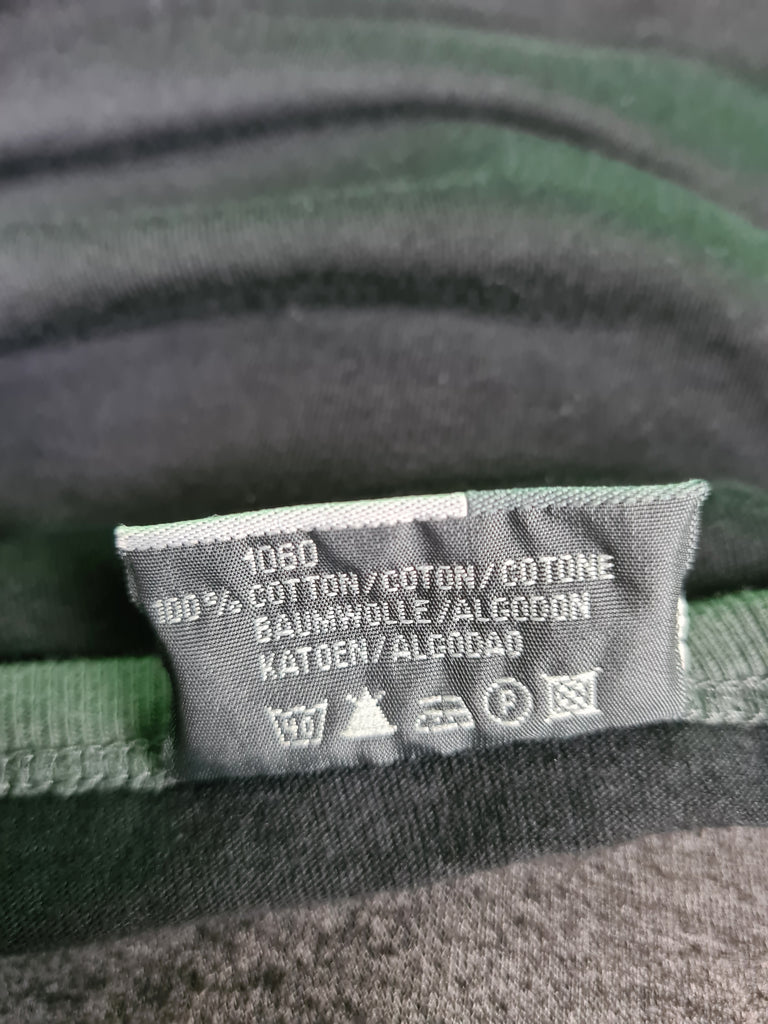 1060
100% COTTON/COTON/COTONE
BAUMWOLLE/ALGODON
KATOEN/ALGODAO
P